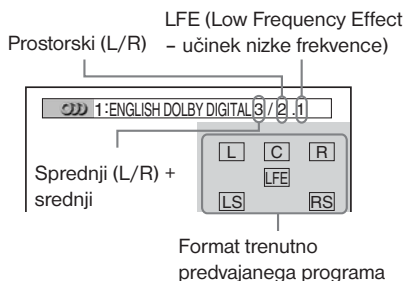 LFE (Low Frequency Effect
– učinek nizke frekvence)
Prostorski (L/R)
1:ENGLISH DOLBY DIGITAL 3 / 2 .1
Sprednji (L/R) +
srednji
L C R
LFE
LS RS
Format trenutno
predvajanega programa